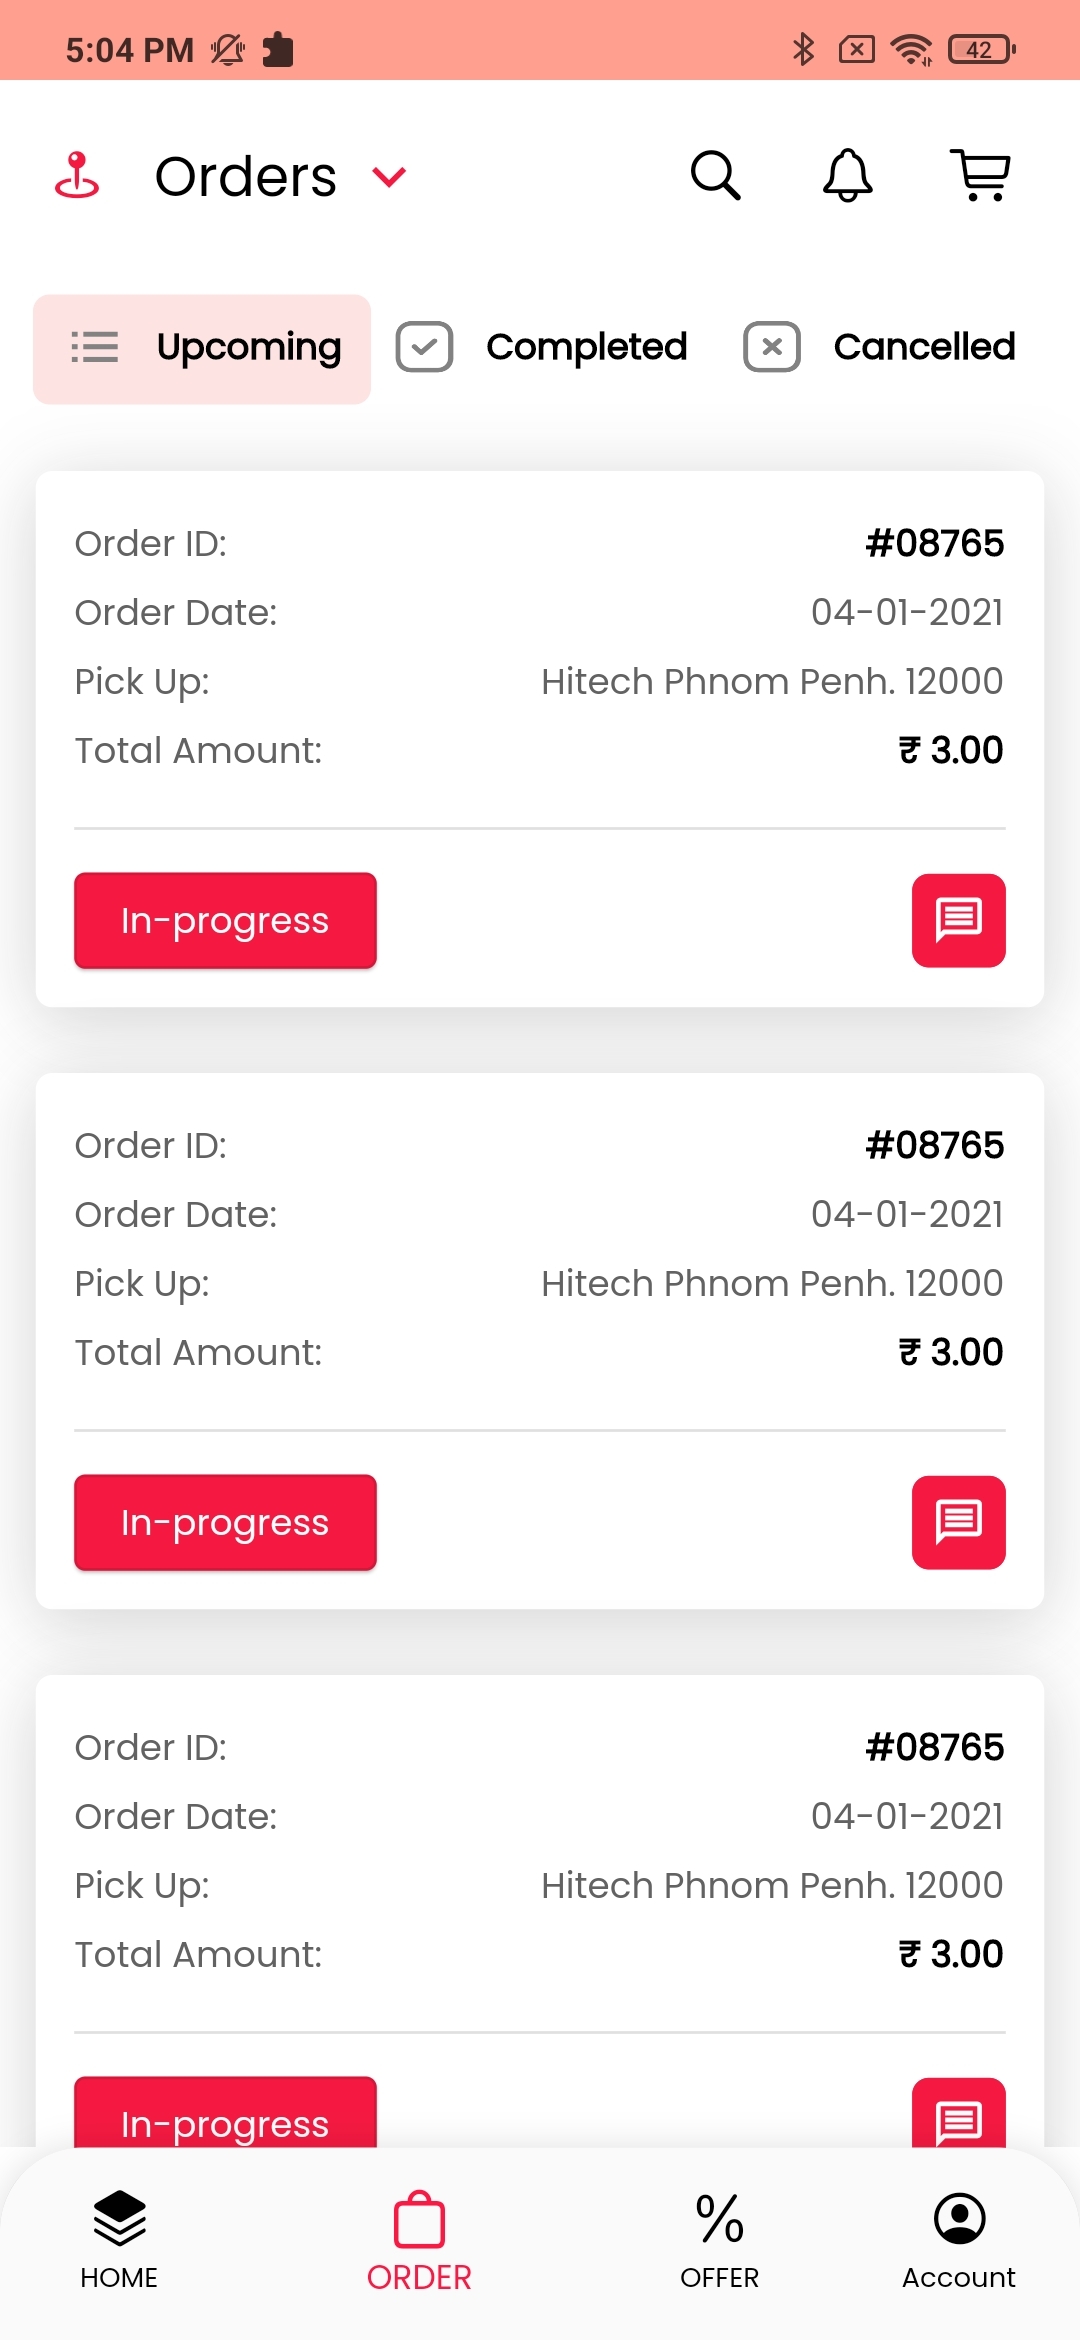 5:04 PM 42
Orders
Upcoming Completed Cancelled
Order ID: #08765
Order Date: 04-01-2021
Pick Up: Hitech Phnom Penh. 12000
Total Amount: ₹ 3.00
In-progress
Order ID: #08765
Order Date: 04-01-2021
Pick Up: Hitech Phnom Penh. 12000
Total Amount: ₹ 3.00
In-progress
Order ID: #08765
Order Date: 04-01-2021
Pick Up: Hitech Phnom Penh. 12000
Total Amount: ₹ 3.00
In-progress
HOME ORDER OFFER Account